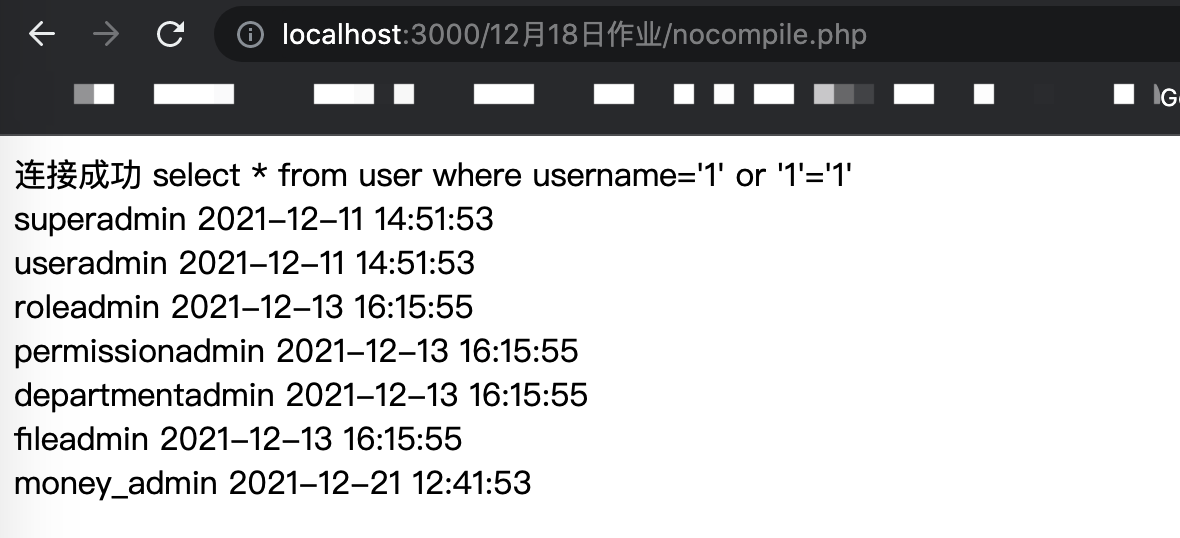 localhost:3000/12月18日作业/nocompile.php
连接成功 select * from user where username='1' or '1'='1'
superadmin 2021-12-11 14:51:53
useradmin 2021-12-11 14:51:53
roleadmin 2021-12-13 16:15:55
permissionadmin 2021-12-13 16:15:55
departmentadmin 2021-12-13 16:15:55
fileadmin 2021-12-13 16:15:55
money_admin 2021-12-21 12:41:53